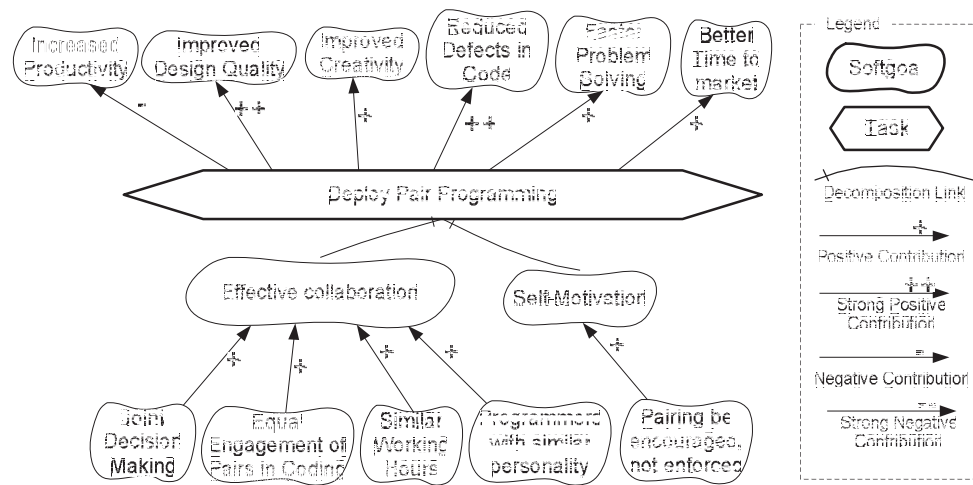 Increased
Productivity
Improved
Design Quality
Improved
Creativity
Reduced
Defects in
Code
Faster
Problem
Solving
Better
Time to
market
-
++
+
++
+
+
Deploy Pair Programming
Effective collaboration
Self-Motivation
+
+
+
+
+
Joint
Decision
Making
Equal
Engagement of
Pairs in Coding
Similar
Working
Hours
Programmers
with similar
personality
Pairing be
encouraged,
not enforced
Legend
Softgoa
Task
Decomposition Link
+
Positive Contribution
++
Strong Positive
Contribution
-
Negative Contribution
--
Strong Negative
Contribution